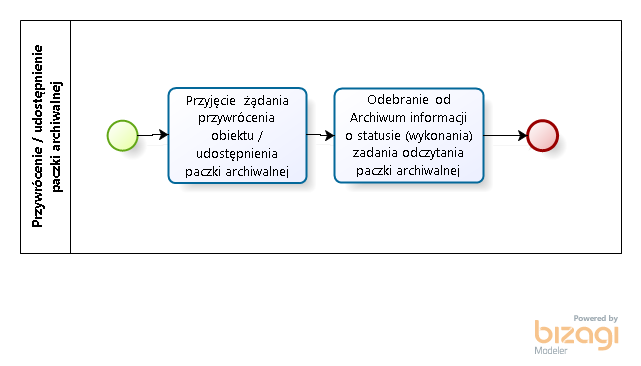 Przywrócenie / udostępnienie
paczki archiwalnej
Przyjęcie żądania
przywrócenia
obiektu /
udostępnienia
paczki archiwalnej
Odebranie od
Archiwum informacji
o statusie (wykonania)
zadania odczytania
paczki archiwalnej
Powered by
bizagi
Modeler